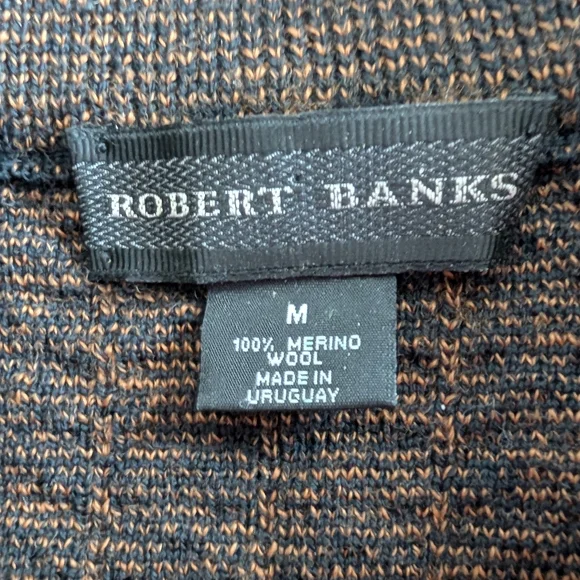 ROBERT BANKS
M
100% MERINO
WOOL
MADE IN
URUGUAY